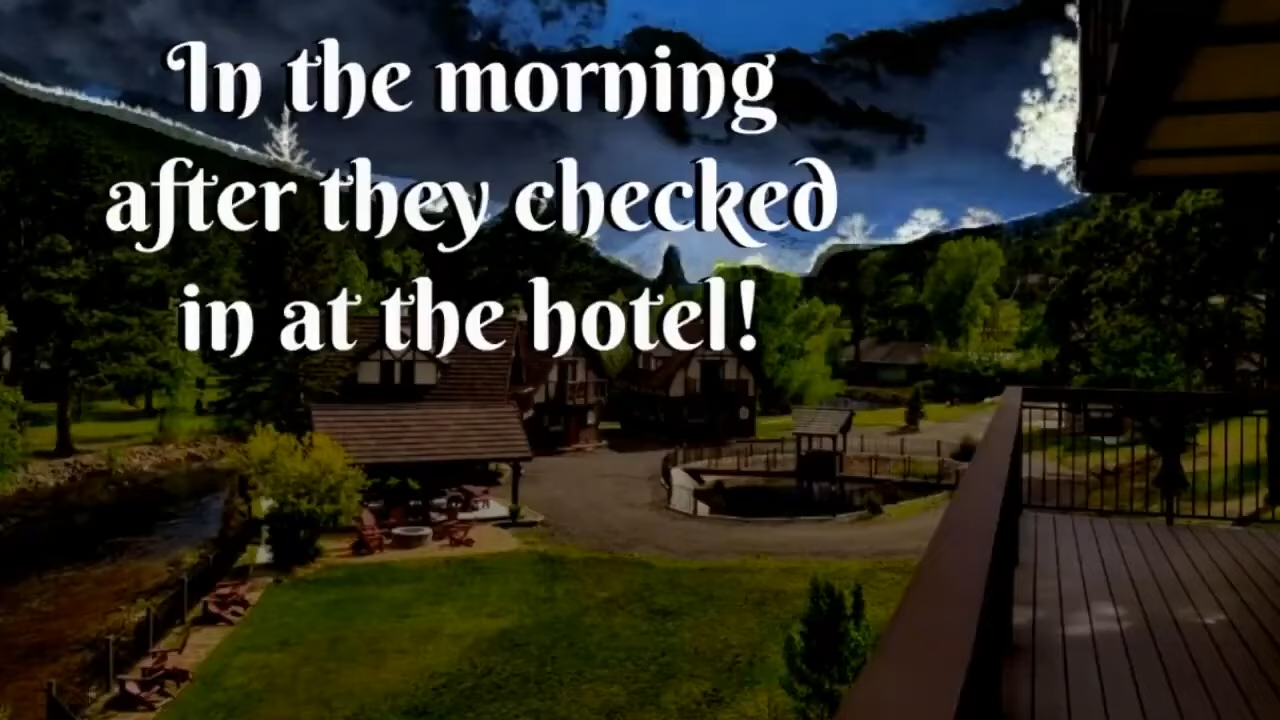 In the morning
after they checked
in at the hotel!